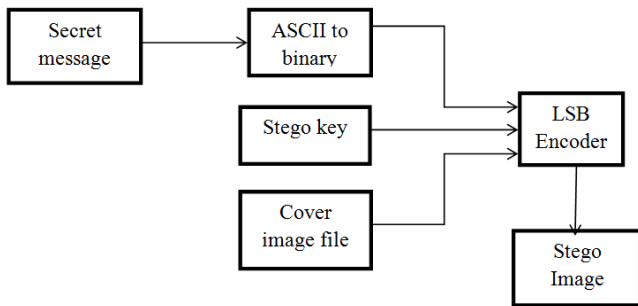 Secret
message
ASCII to
binary
Stego key
LSB
Encoder
Cover
image file
Stego
Image